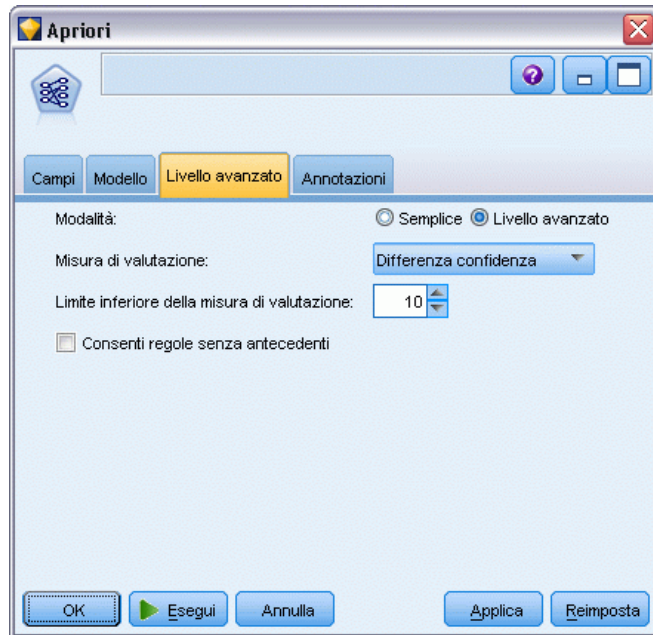 Apriori
Campi Modello Livello avanzato Annotazioni
Modalità: Semplice Livello avanzato
Misura di valutazione: Differenza confidenza
Limite inferiore della misura di valutazione: 10
Consenti regole senza antecedenti
OK Esegui Annulla Applica Reimposta